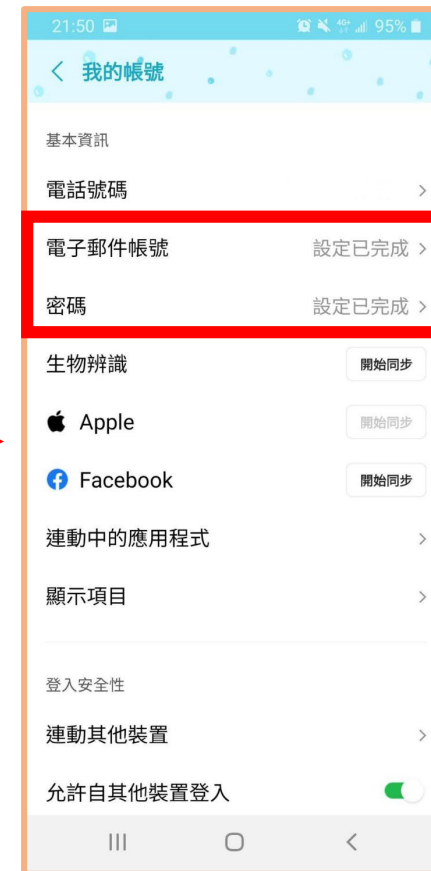 21:50 4G+ 95%
我的帳號
基本資訊
電話號碼
電子郵件帳號 設定已完成
密碼 設定已完成
生物辨識 開始同步
Apple 開始同步
Facebook 開始同步
連動中的應用程式
顯示項目
登入安全性
連動其他裝置
允許自其他裝置登入